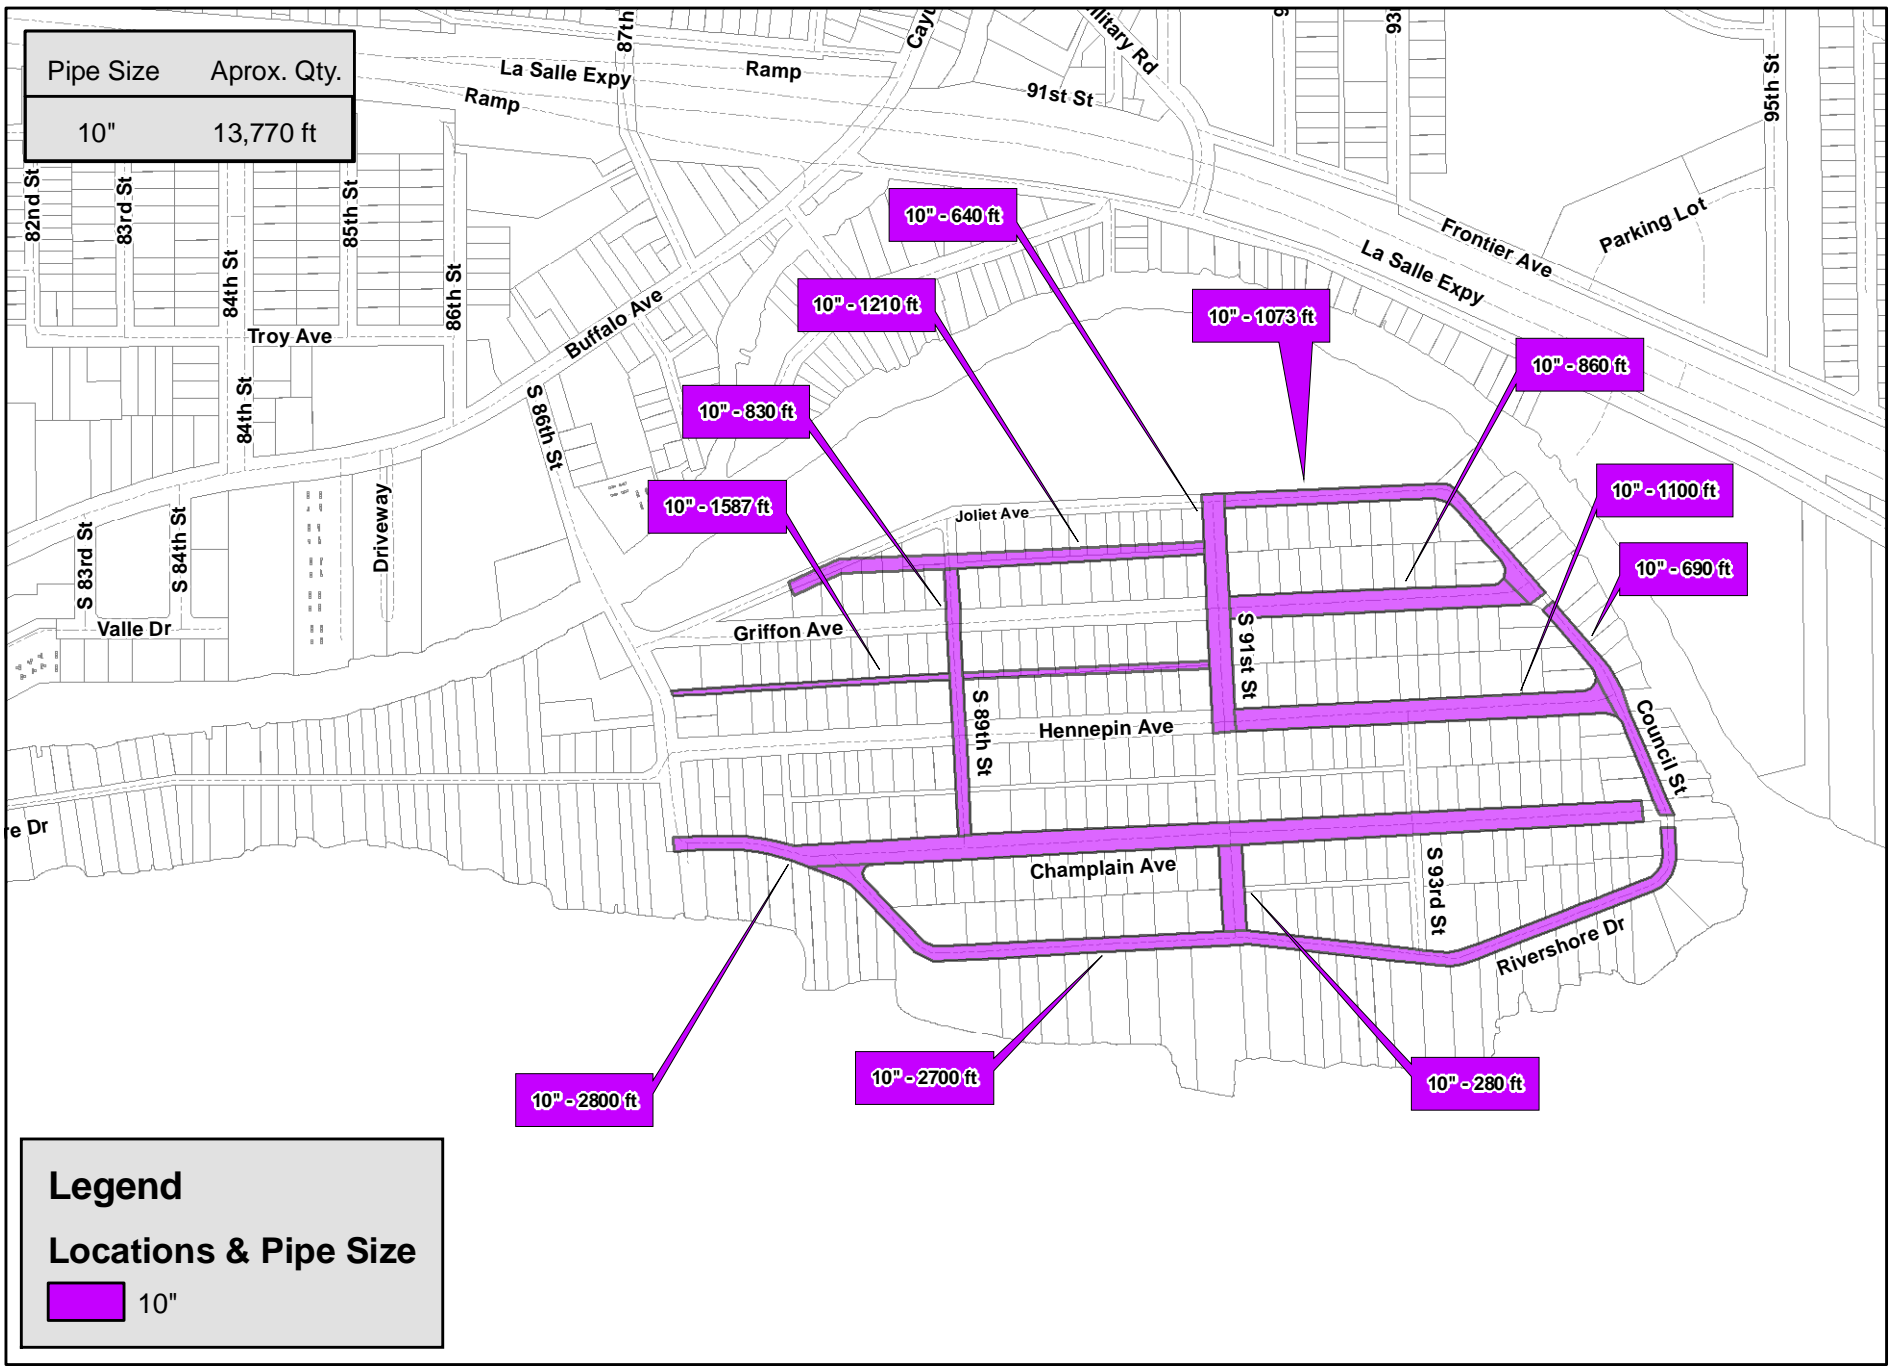 Pipe Size Aprox. Qty.
10" 13,770 ft
87th
La Salle Expy
Ramp
Ramp
91st St
95th St
82nd St
83rd St
84th St
85th St
86th St
Troy Ave
84th St
Buffalo Ave
S 86th St
Frontier Ave
La Salle Expy
Parking Lot
10" - 640 ft
10" - 1210 ft
10" - 1073 ft
10" - 860 ft
10" - 830 ft
10" - 1587 ft
10" - 1100 ft
10" - 690 ft
Joliet Ave
Driveway
S 83rd St
S 84th St
Valle Dr
Griffon Ave
S 91st St
S 89th St
Hennepin Ave
Council St
re Dr
Champlain Ave
S 93rd St
Rivershore Dr
10" - 2800 ft
10" - 2700 ft
10" - 280 ft
Legend
Locations & Pipe Size
10"